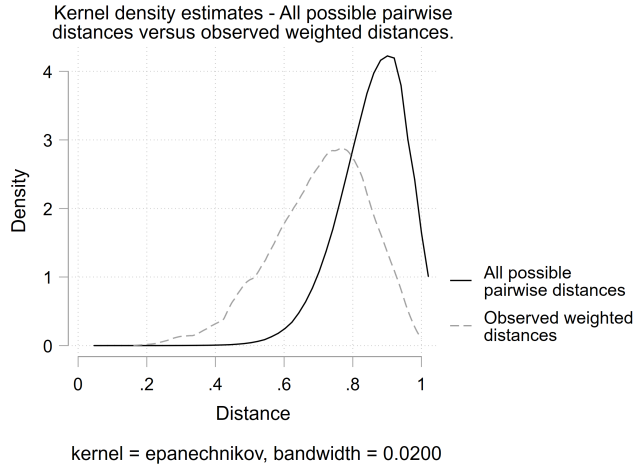 Kernel density estimates - All possible pairwise
distances versus observed weighted distances.
Density
4
3
2
1
0
0 .2 .4 .6 .8 1
Distance
All possible
pairwise distances
Observed weighted
distances
kernel = epanechnikov, bandwidth = 0.0200